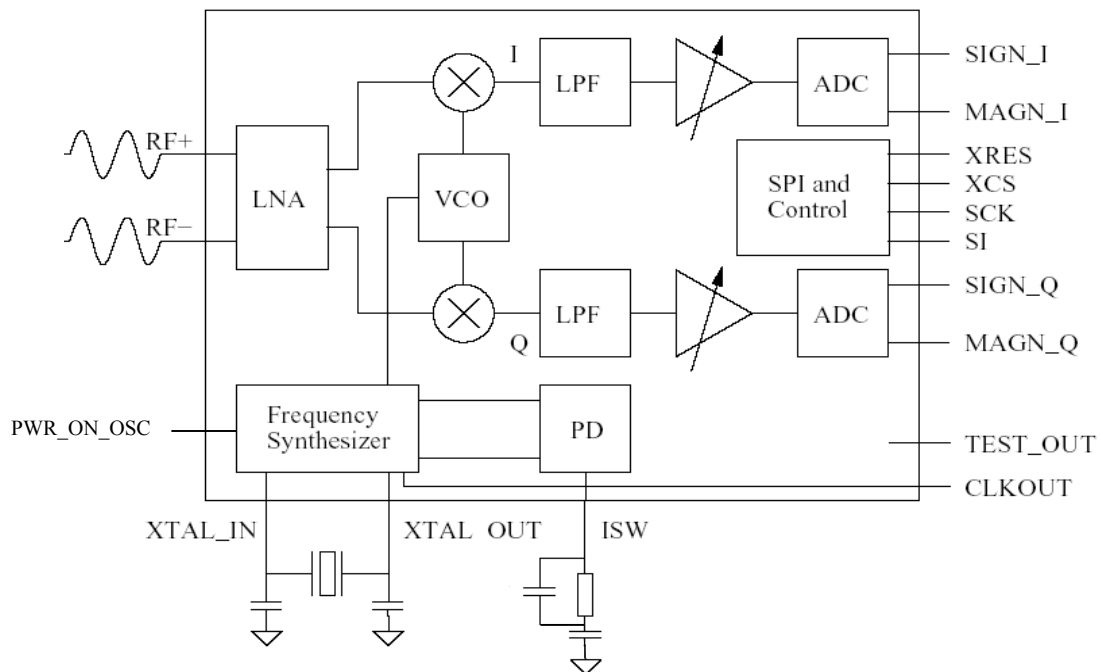 I
LPF
ADC
SIGN_I
MAGN_I
RF+
LNA
VCO
SPI and
Control
XRES
XCS
SCK
SI
RF−
Q
LPF
ADC
SIGN_Q
MAGN_Q
PWR_ON_OSC
Frequency
Synthesizer
PD
TEST_OUT
CLKOUT
XTAL_IN
XTAL OUT
ISW